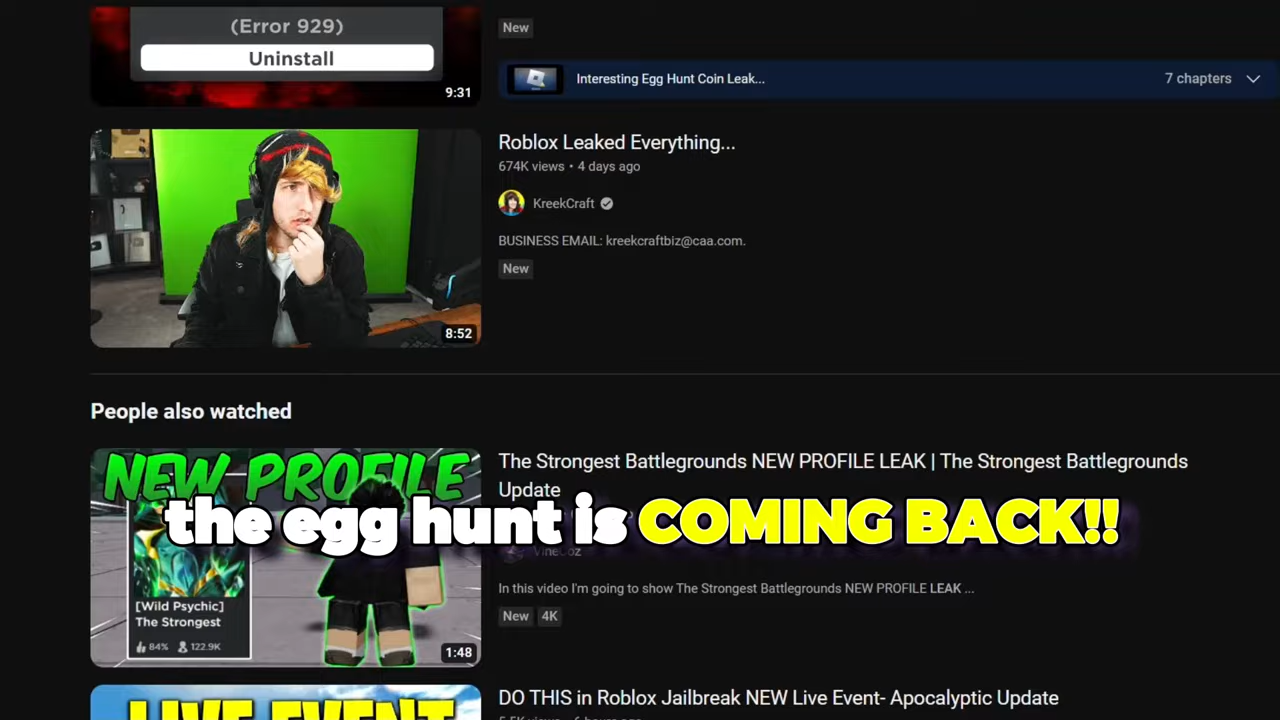 (Error 929)
Uninstall
9:31
New
Interesting Egg Hunt Coin Leak...
7 chapters
8:52
Roblox Leaked Everything...
674K views • 4 days ago
KreekCraft
BUSINESS EMAIL: kreekcraftbiz@caa.com.
New
People also watched
NEW PROFILE
[Wild Psychic]
The Strongest
84% 122.9K
1:48
The Strongest Battlegrounds NEW PROFILE LEAK | The Strongest Battlegrounds
Update
the egg hunt is COMING BACK!!
VineCoz
In this video I'm going to show The Strongest Battlegrounds NEW PROFILE LEAK ...
New 4K
LIVE EVENT
DO THIS in Roblox Jailbreak NEW Live Event- Apocalyptic Update